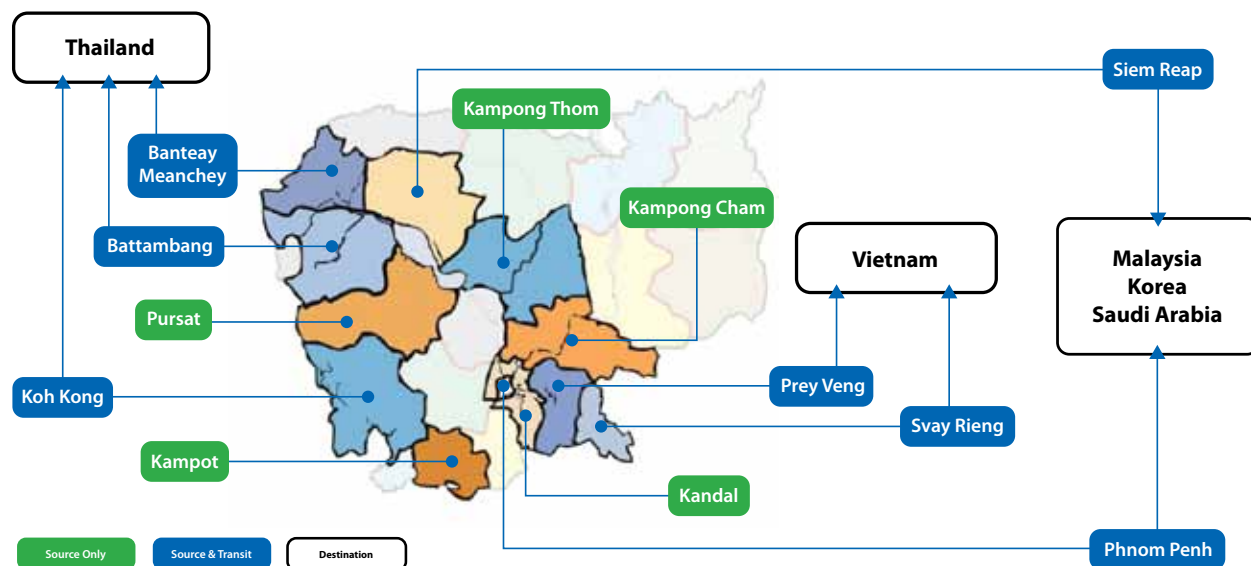 Thailand
Siem Reap
Kampong Thom
Banteay
Meanchey
Kampong Cham
Battambang
Vietnam
Malaysia
Korea
Saudi Arabia
Pursat
Koh Kong
Prey Veng
Svay Rieng
Kampot
Kandal
Phnom Penh
Source Only
Source & Transit
Destination